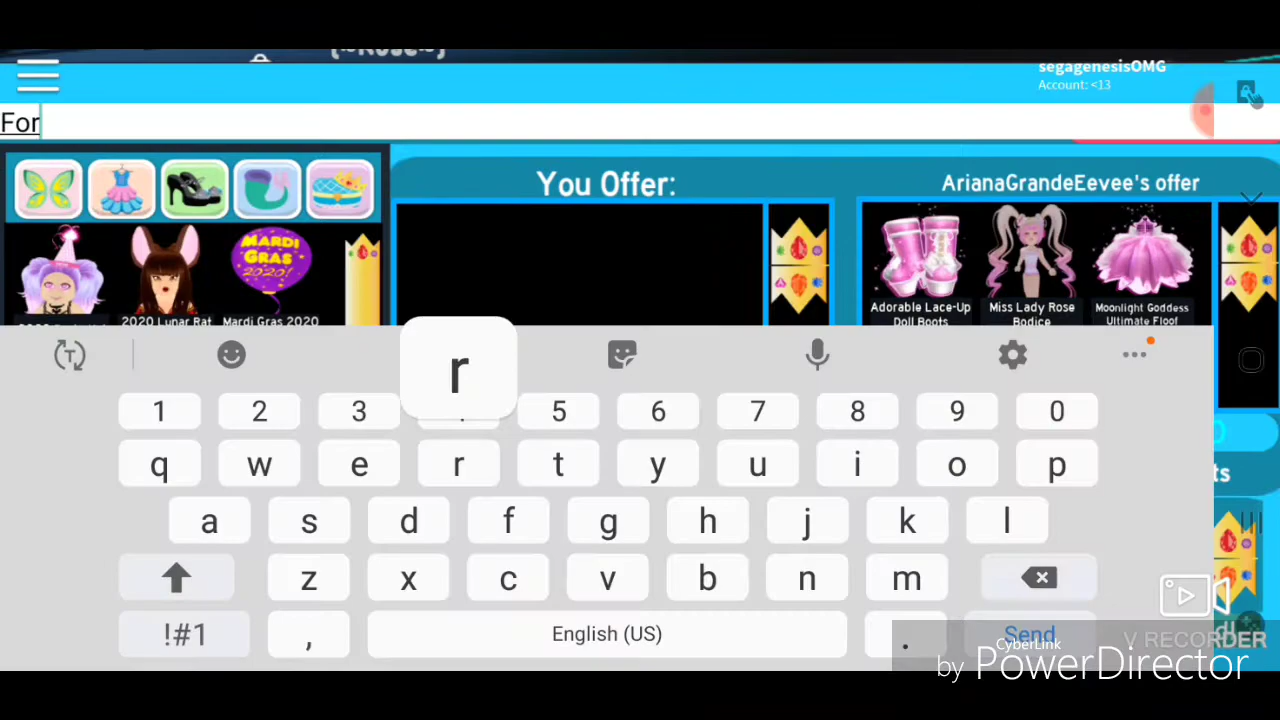 segagenesisOMG
Account: <13
For
You Offer:
ArianaGrandeEevee's offer
MARDI GRAS 2020!
2020 Lunar Rat
Mardi Gras 2020
Adorable Lace-Up Doll Boots
Miss Lady Rose Bodice
Moonlight Goddess Ultimate Floof
r
1 2 3 5 6 7 8 9 0
q w e r t y u i o p
a s d f g h j k l
z x c v b n m
!#1 , English (US) . Send
V RECORDER
CyberLink
by PowerDirector